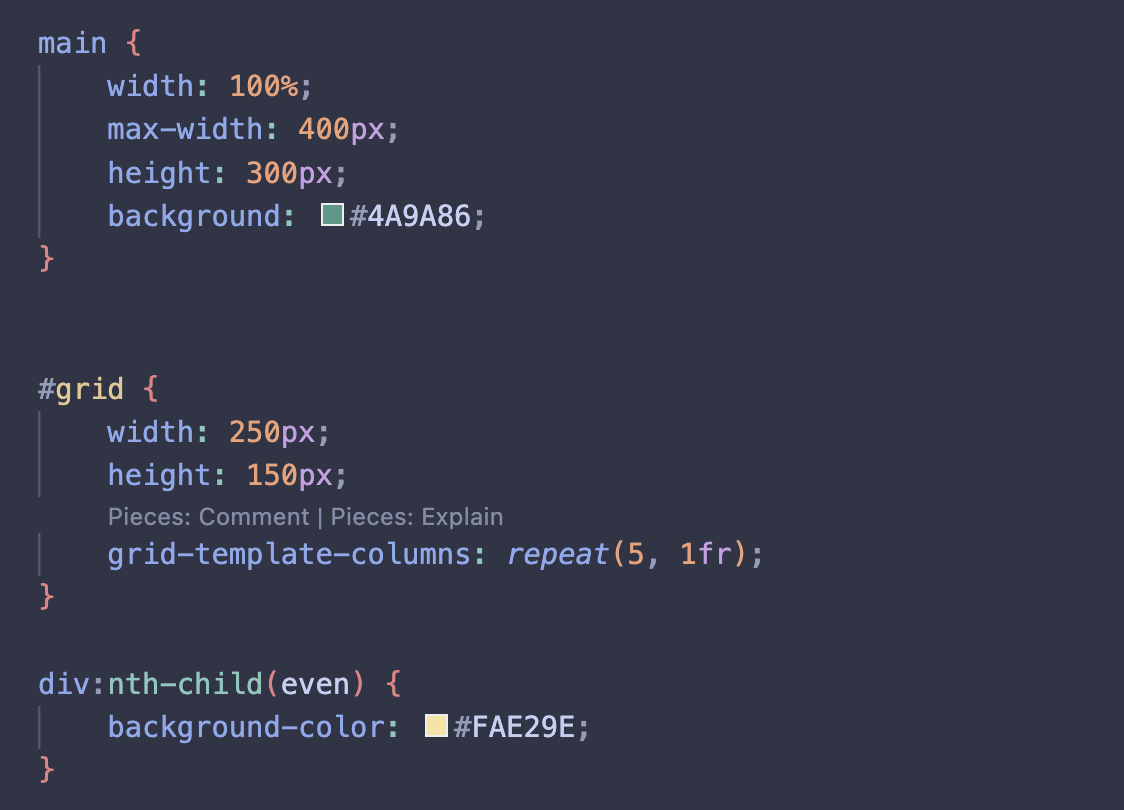 main {
width: 100%;
max-width: 400px;
height: 300px;
background: #4A9A86;
}
#grid {
width: 250px;
height: 150px;
Pieces: Comment | Pieces: Explain
grid-template-columns: repeat(5, 1fr);
}
div:nth-child(even) {
background-color: #FAE29E;
}